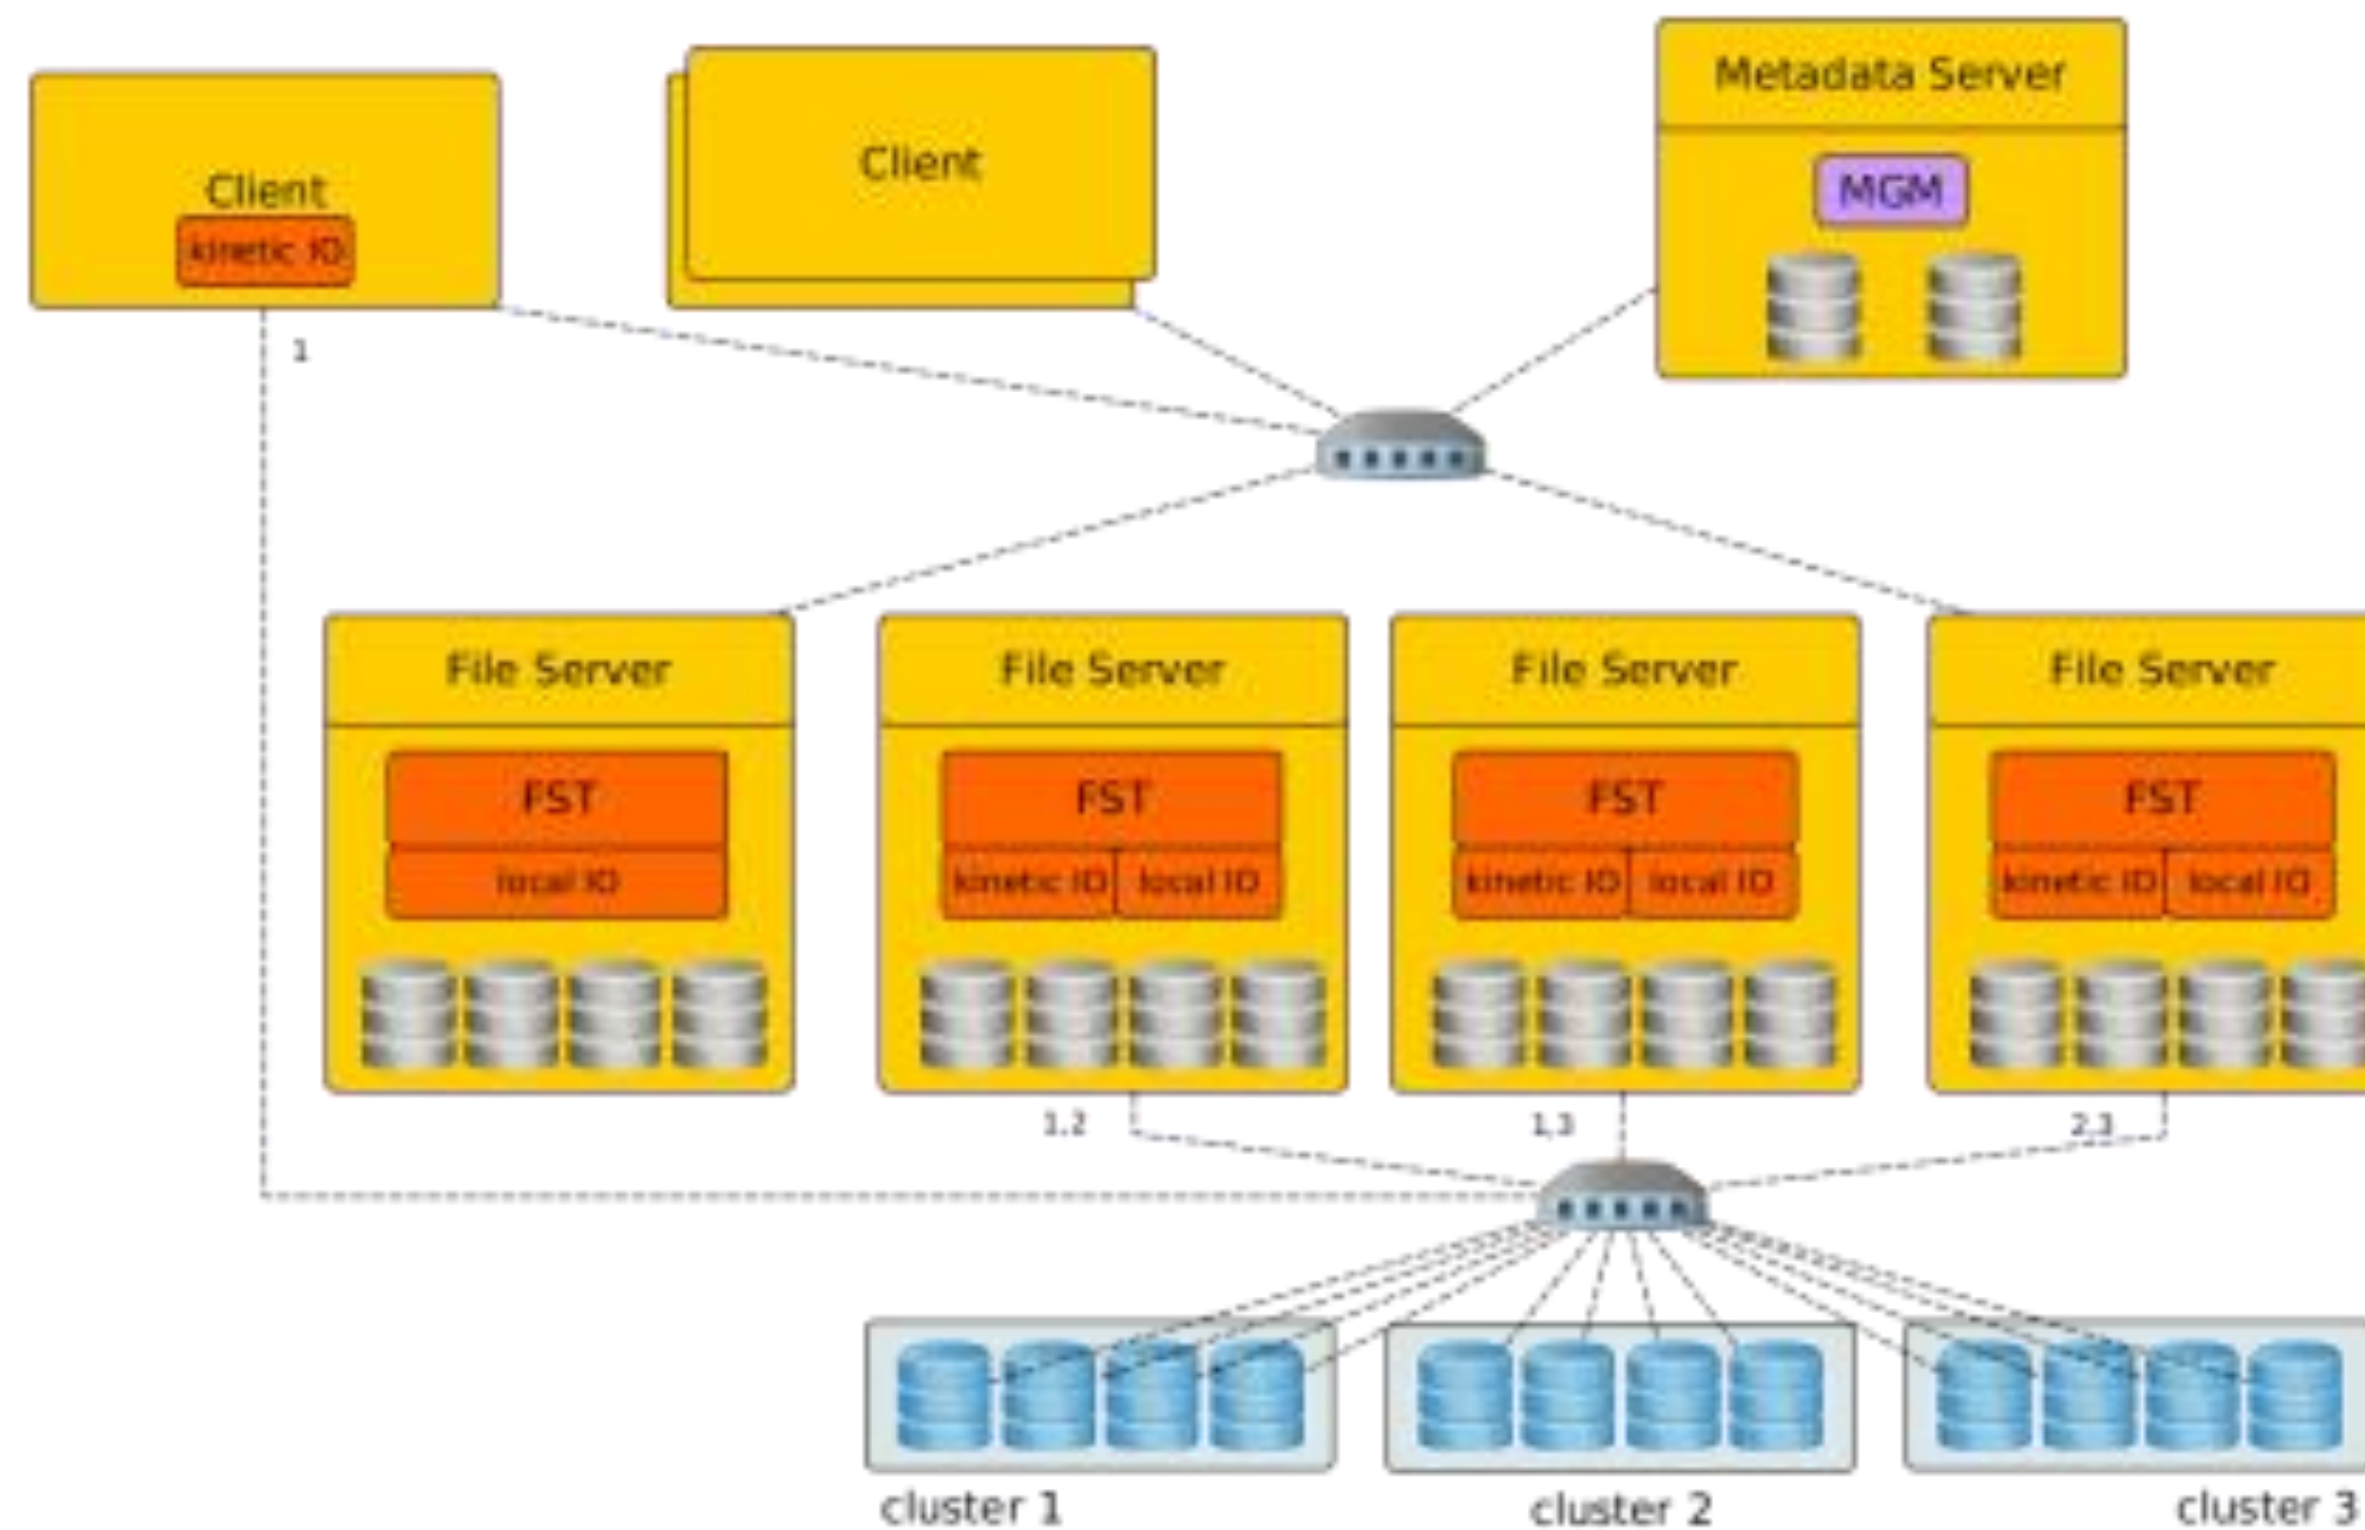 Client
kinetic IO
Client
Metadata Server
MGM
1
File Server
FST
local IO
File Server
FST
kinetic IO
local IO
File Server
FST
kinetic IO
local IO
File Server
FST
kinetic IO
local IO
1,2
1,3
2,3
cluster 1
cluster 2
cluster 3